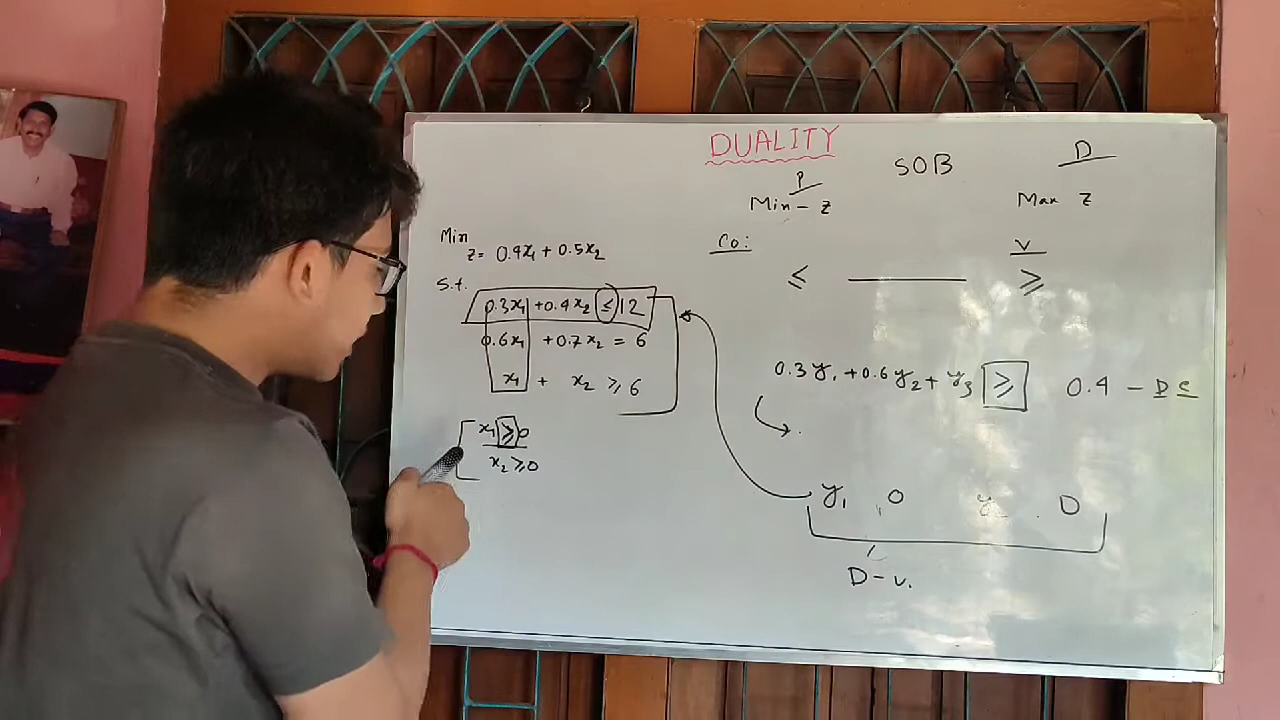 DUALITY
P SOB D
Min - Z Max Z
Min
Z = 0.4x₁ + 0.5x₂
Co: V
≤ ——— ≥
S.t.
0.3x₁ + 0.4x₂ ≤ 12
0.6x₁ + 0.7x₂ = 6
x₁ + x₂ ≥ 6
x₁ ≥ 0
x₂ ≥ 0
0.3y₁ + 0.6y₂ + y₃ ≥ 0.4 - DC
y₁ 0 y 0
D - v.